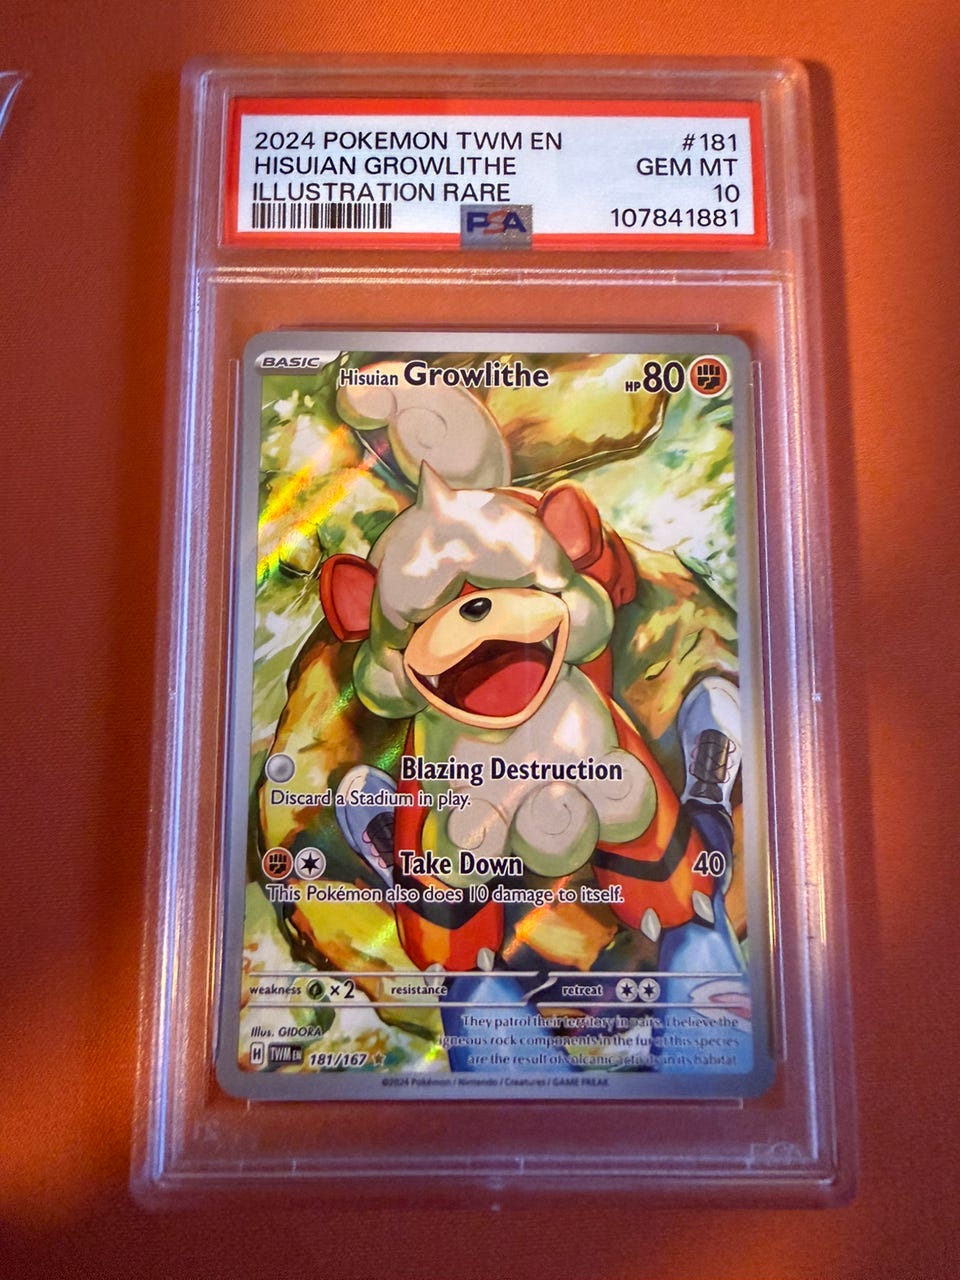 2024 POKEMON TWM EN #181
HISUIAN GROWLITHE GEM MT
ILLUSTRATION RARE 10
PSA 107841881
BASIC
Hisuian Growlithe HP 80
Blazing Destruction
Discard a Stadium in play.
Take Down 40
This Pokémon also does 10 damage to itself.
weakness ×2 resistance retreat
Illus. GIDORA
They patrol their territory in pairs. I believe the
igneous rock components in the fur of this species
are the result of volcanic activity in its habitat.
H TWM EN 181/167
©2024 Pokémon / Nintendo / Creatures / GAME FREAK